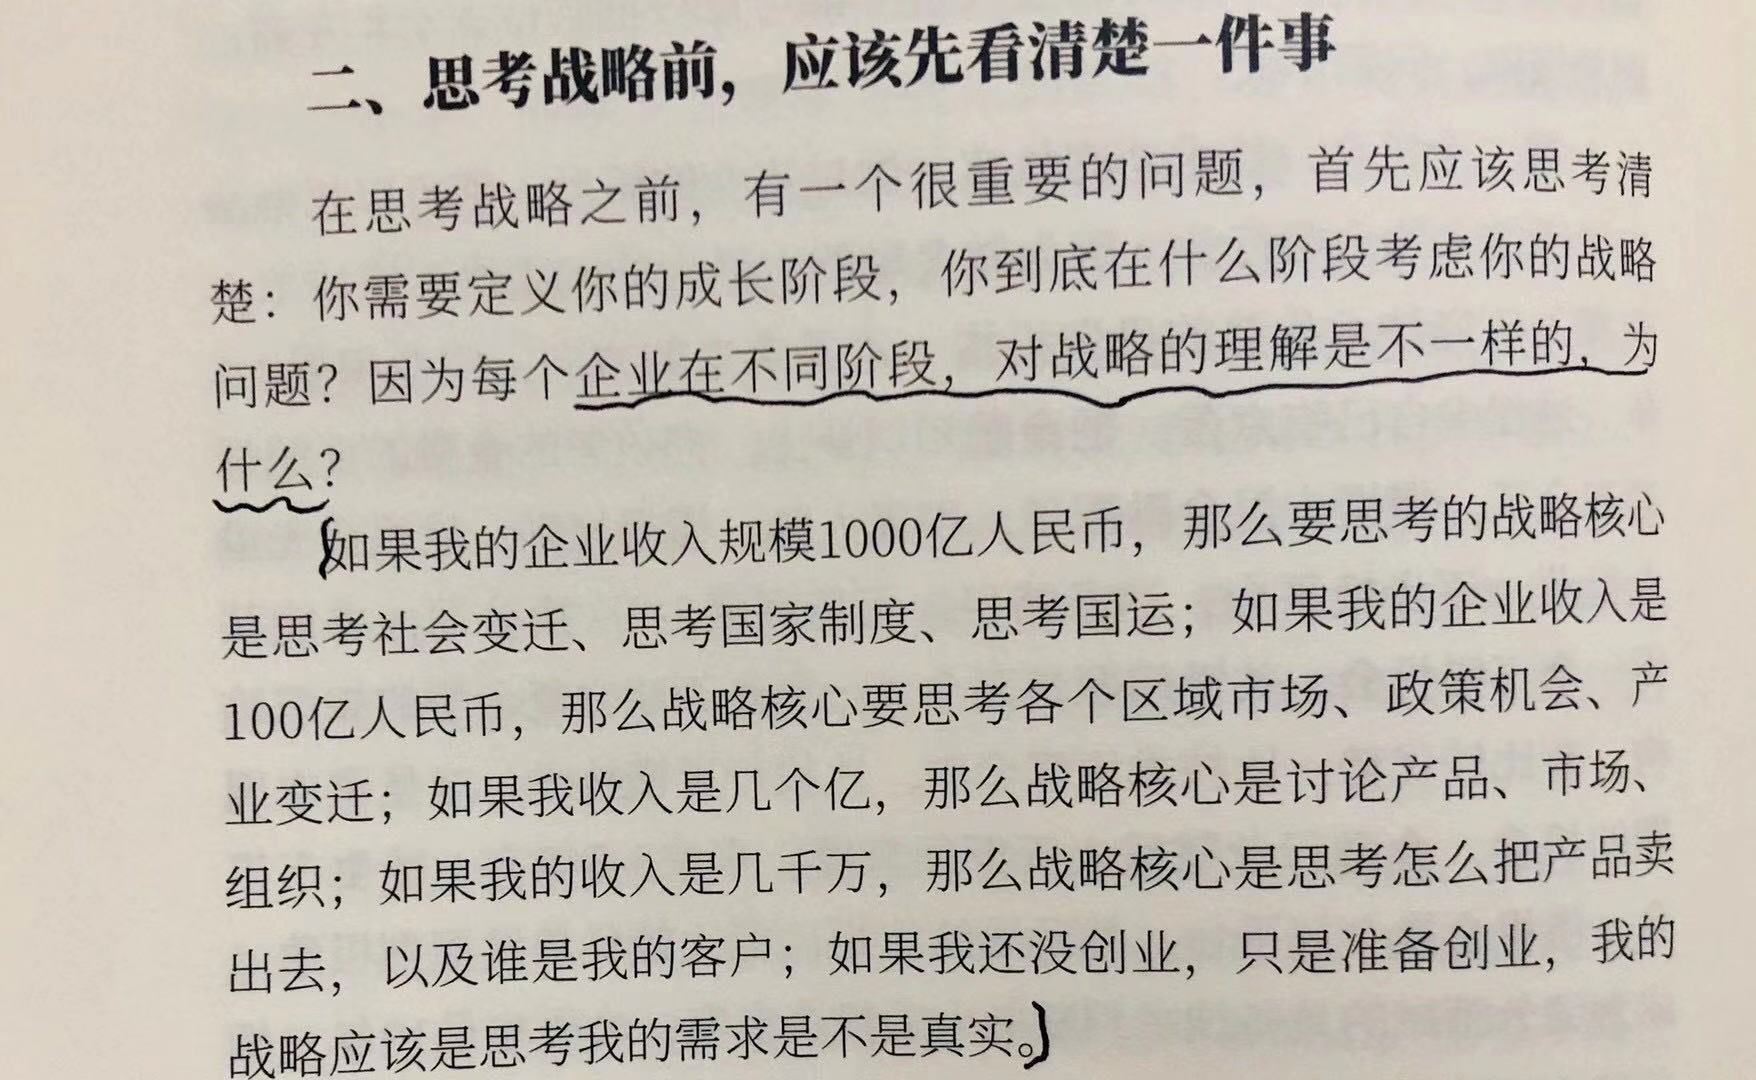 二、思考战略前，应该先看清楚一件事
在思考战略之前，有一个很重要的问题，首先应该思考清
楚：你需要定义你的成长阶段，你到底在什么阶段考虑你的战略
问题？因为每个企业在不同阶段，对战略的理解是不一样的，为
什么？
如果我的企业收入规模1000亿人民币，那么要思考的战略核心
是思考社会变迁、思考国家制度、思考国运；如果我的企业收入是
100亿人民币，那么战略核心要思考各个区域市场、政策机会、产
业变迁；如果我收入是几个亿，那么战略核心是讨论产品、市场、
组织；如果我的收入是几千万，那么战略核心是思考怎么把产品卖
出去，以及谁是我的客户；如果我还没创业，只是准备创业，我的
战略应该是思考我的需求是不是真实。